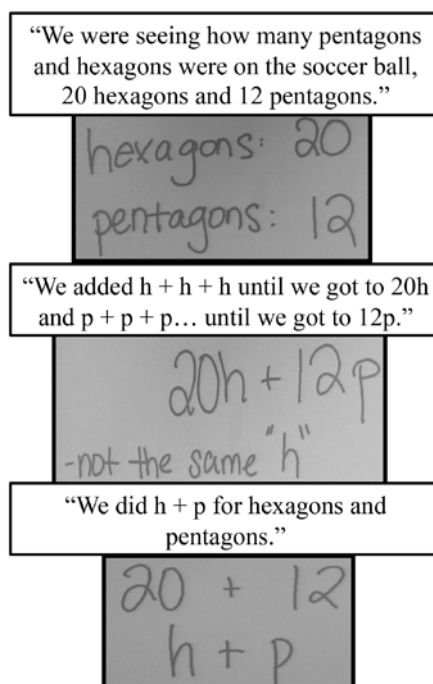 “We were seeing how many pentagons
and hexagons were on the soccer ball,
20 hexagons and 12 pentagons.”
hexagons: 20
pentagons: 12
“We added h + h + h until we got to 20h
and p + p + p… until we got to 12p.”
20h + 12p
-not the same "h"
“We did h + p for hexagons and
pentagons.”
20 + 12
h + p